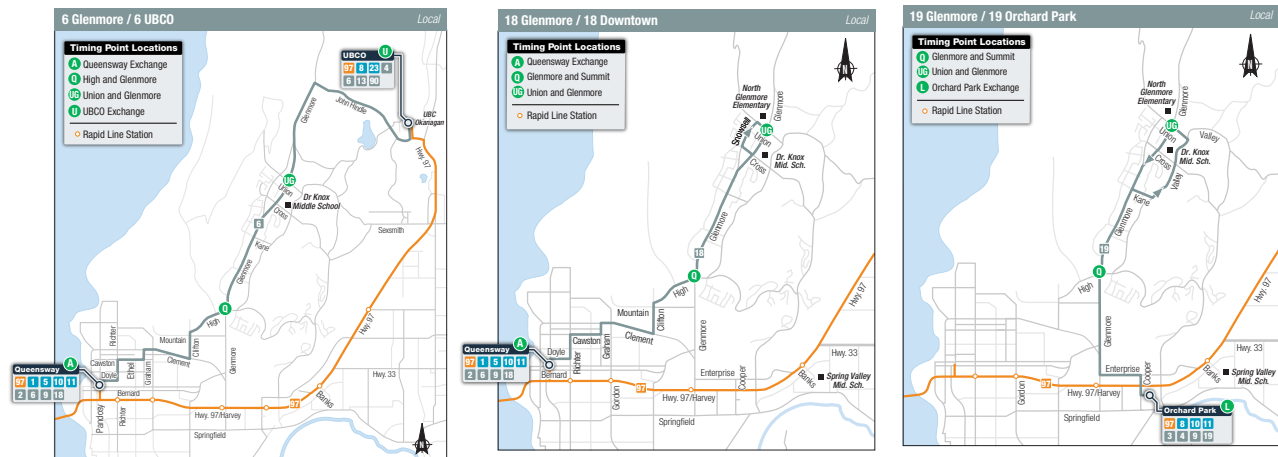 6 Glenmore / 6 UBCO
Local
Timing Point Locations
A Queensway Exchange
Q High and Glenmore
UG Union and Glenmore
U UBCO Exchange
Rapid Line Station
UBCO
U
97 8 23 4
6 13 90
UBC
Okanagan
John Hindle
Glenmore
Hwy. 97
UG
Union
Dr Knox
Middle School
Cross
6
Sexsmith
Kane
Glenmore
Hwy. 97
Q
High
Richter
Mountain
Clifton
Clement
Glenmore
Cawston
Doyle
Ethel
Graham
Queensway
A
97 1 5 10 11
2 6 9 18
Hwy. 33
Bernard
Banks
97
Pandosy
Richter
Hwy. 97/Harvey
Springfield
N
18 Glenmore / 18 Downtown
Local
Timing Point Locations
A Queensway Exchange
Q Glenmore and Summit
UG Union and Glenmore
Rapid Line Station
N
North
Glenmore
Elementary
Glenmore
Snowsell
UG
Union
Dr. Knox
Mid. Sch.
Cross
Glenmore
18
Q
High
Hwy. 97
Mountain
Clifton
Clement
Glenmore
Cawston
Graham
Doyle
Richter
Queensway
A
97 1 5 10 11
2 6 9 18
Bernard
Hwy. 33
Enterprise
Cooper
Banks
Spring Valley
Mid. Sch.
97
Gordon
Hwy. 97/Harvey
Springfield
19 Glenmore / 19 Orchard Park
Local
Timing Point Locations
Q Glenmore and Summit
UG Union and Glenmore
L Orchard Park Exchange
Rapid Line Station
N
North
Glenmore
Elementary
Glenmore
UG
Union
Valley
Dr. Knox
Mid. Sch.
Cross
Valley
Kane
Glenmore
19
Q
High
Hwy. 97
Glenmore
Hwy. 33
Enterprise
Cooper
Banks
Spring Valley
Mid. Sch.
97
Gordon
Hwy. 97/Harvey
Springfield
Orchard Park
L
97 8 10 11
3 4 9 19